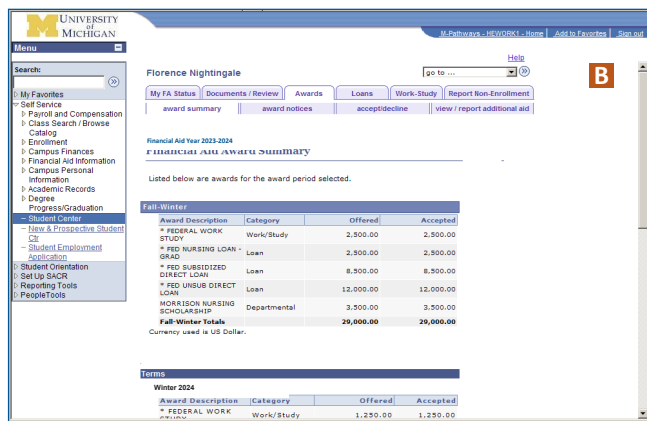 UNIVERSITY
OF
MICHIGAN
M-Pathways - HEWORK1 - Home | Add to Favorites | Sign out
Menu
Search:
My Favorites
Self Service
Payroll and Compensation
Class Search / Browse
Catalog
Enrollment
Campus Finances
Financial Aid Information
Campus Personal
Information
Academic Records
Degree
Progress/Graduation
– Student Center
– New & Prospective Student
Ctr
– Student Employment
Application
Student Orientation
Set Up SACR
Reporting Tools
PeopleTools
Help
Florence Nightingale
go to ...
B
My FA Status Documents / Review Awards Loans Work-Study Report Non-Enrollment
award summary award notices accept/decline view / report additional aid
Financial Aid Year 2023-2024
Financial Aid Award Summary
Listed below are awards for the award period selected.
Fall-Winter
Award Description Category Offered Accepted
* FEDERAL WORK
STUDY Work/Study 2,500.00 2,500.00
* FED NURSING LOAN -
GRAD Loan 2,500.00 2,500.00
* FED SUBSIDIZED
DIRECT LOAN Loan 8,500.00 8,500.00
* FED UNSUB DIRECT
LOAN Loan 12,000.00 12,000.00
MORRISON NURSING
SCHOLARSHIP Departmental 3,500.00 3,500.00
Fall-Winter Totals 29,000.00 29,000.00
Currency used is US Dollar.
Terms
Winter 2024
Award Description Category Offered Accepted
* FEDERAL WORK
STUDY Work/Study 1,250.00 1,250.00